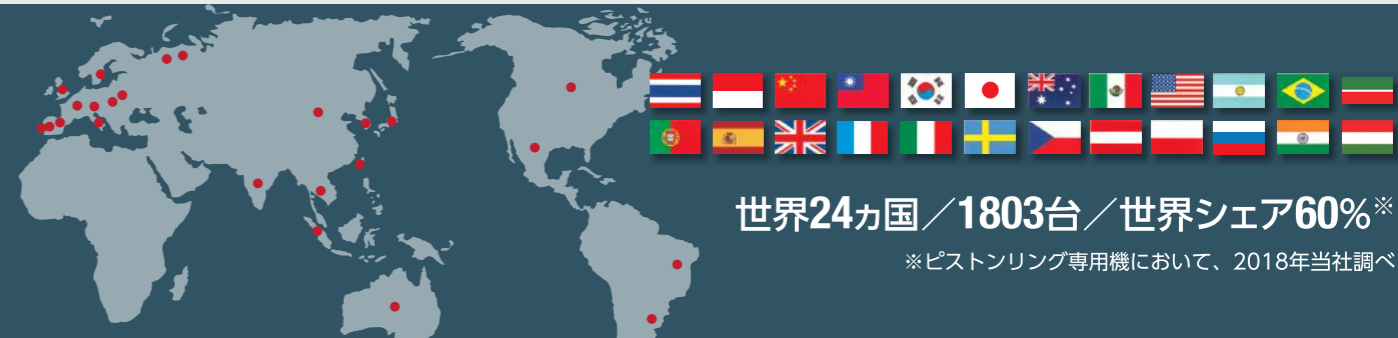 世界24ヵ国／1803台／世界シェア60%※
※ピストンリング専用機において、2018年当社調べ